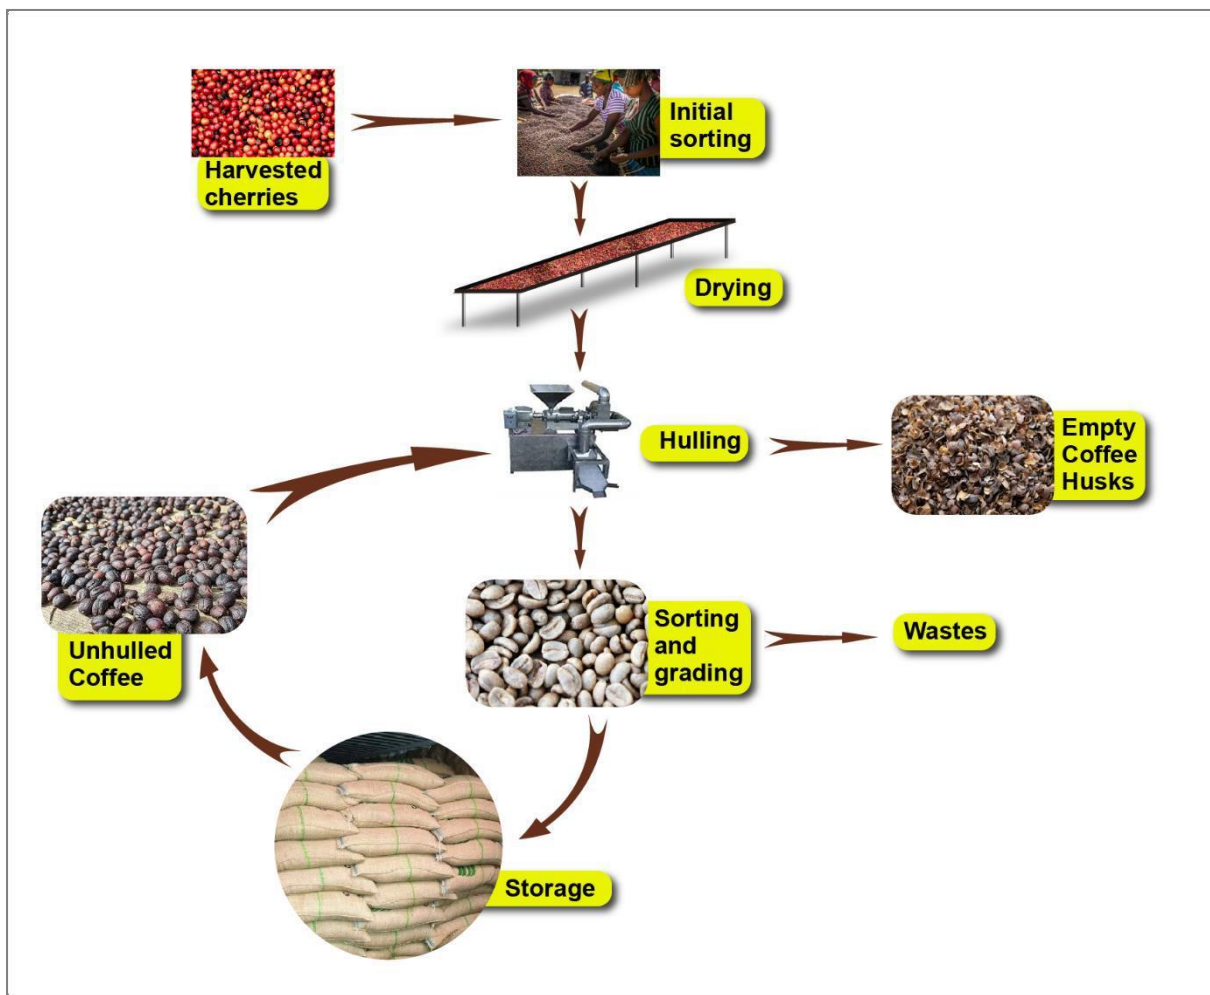 Harvested
cherries
Initial
sorting
Drying
Hulling
Empty
Coffee
Husks
Unhulled
Coffee
Sorting
and
grading
Wastes
Storage